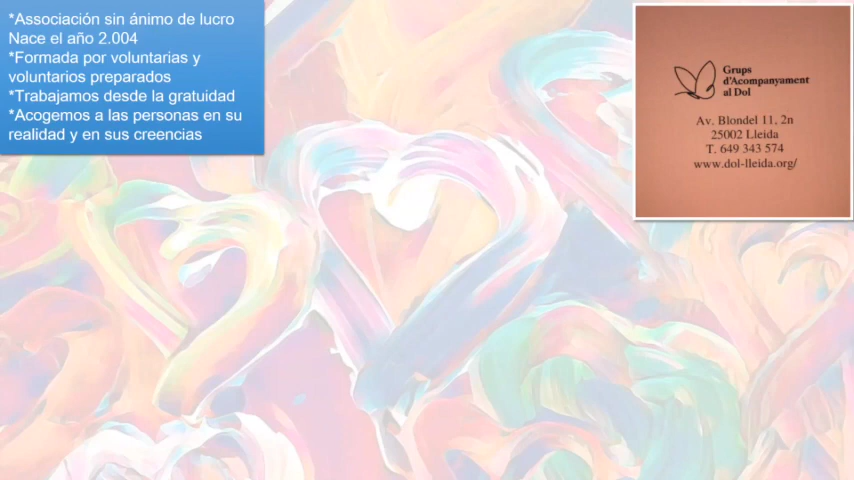 *Associación sin ánimo de lucro
Nace el año 2.004
*Formada por voluntarias y
voluntarios preparados
*Trabajamos desde la gratuidad
*Acogemos a las personas en su
realidad y en sus creencias
Grups
d'Acompanyament
al Dol
Av. Blondel 11, 2n
25002 Lleida
T. 649 343 574
www.dol-lleida.org/